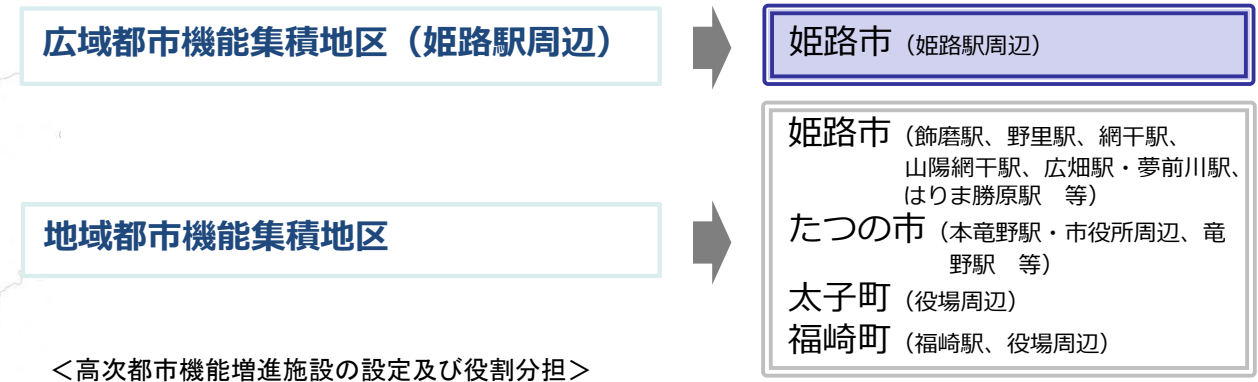 広域都市機能集積地区（姫路駅周辺）
姫路市（姫路駅周辺）
地域都市機能集積地区
姫路市（飾磨駅、野里駅、網干駅、
山陽網干駅、広畑駅・夢前川駅、
はりま勝原駅　等）
たつの市（本竜野駅・市役所周辺、竜
野駅　等）
太子町（役場周辺）
福崎町（福崎駅、役場周辺）
＜高次都市機能増進施設の設定及び役割分担＞